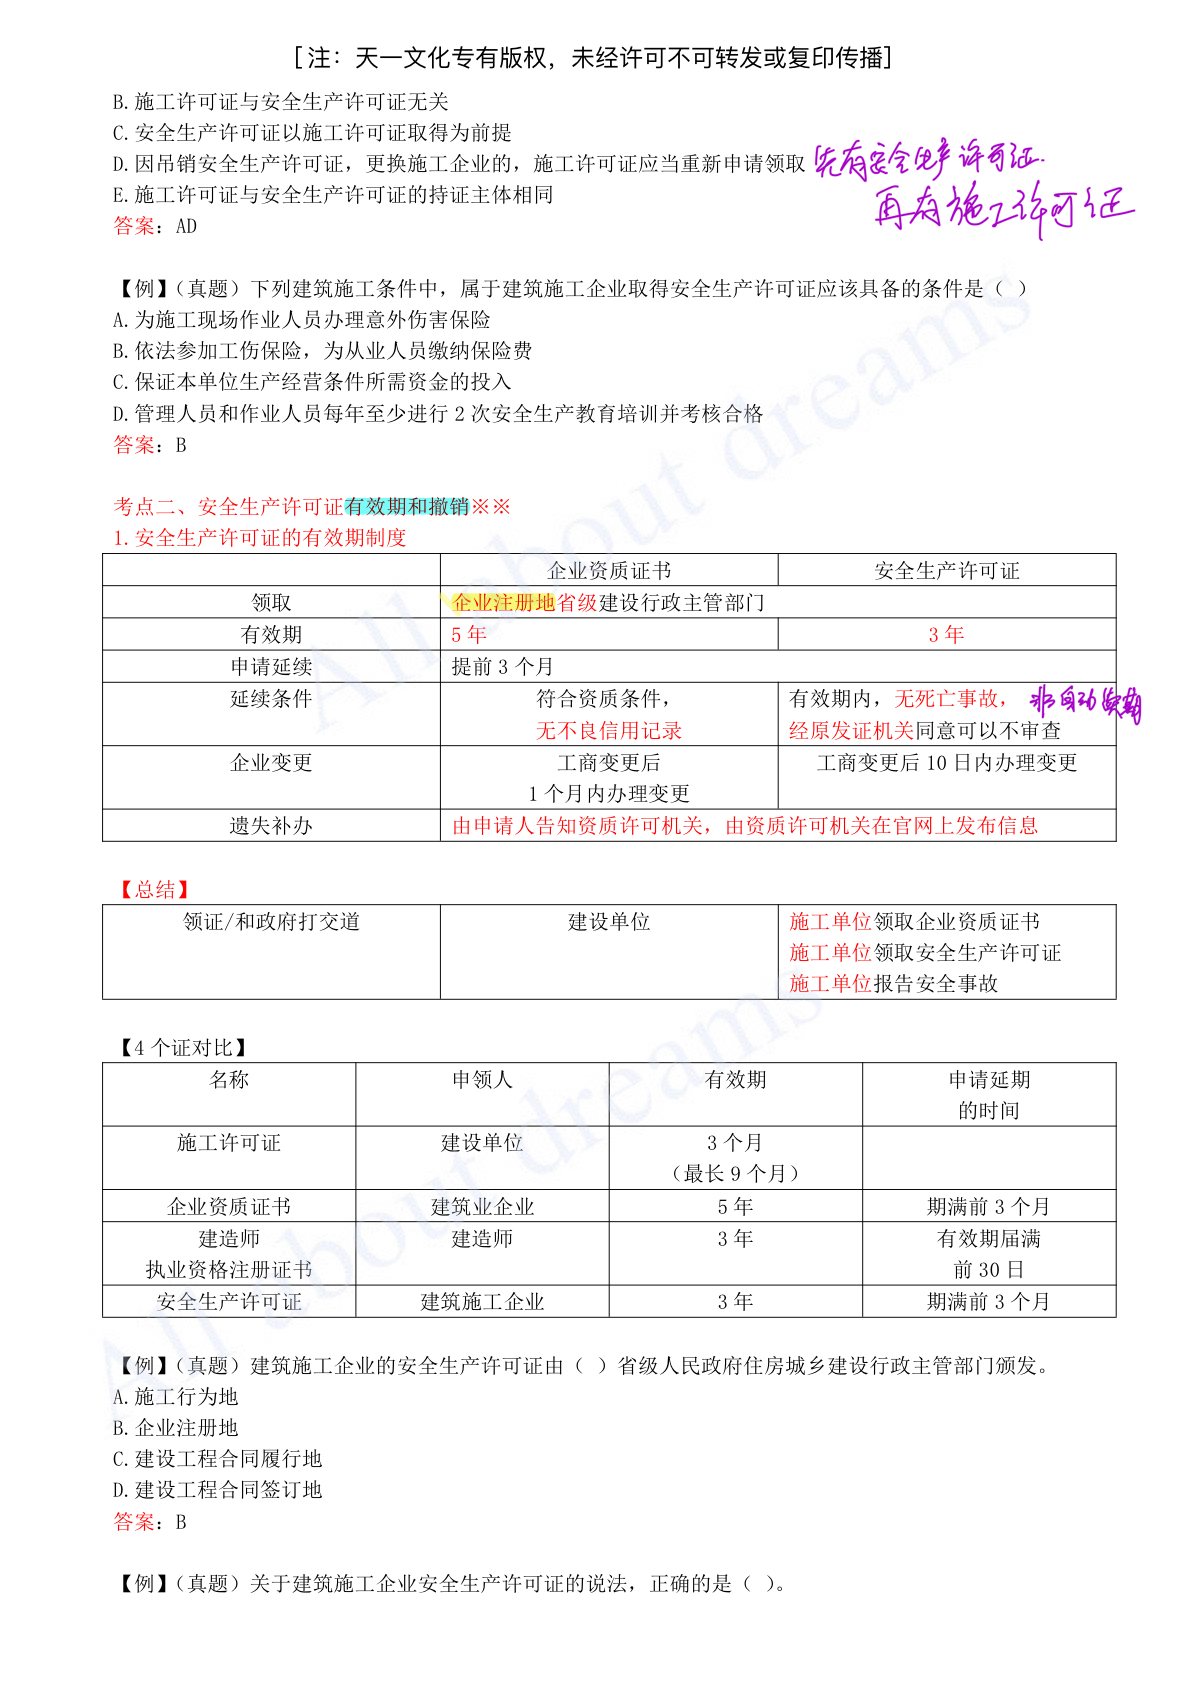 [注：天一文化专有版权，未经许可不可转发或复印传播]
B.施工许可证与安全生产许可证无关
C.安全生产许可证以施工许可证取得为前提
D.因吊销安全生产许可证，更换施工企业的，施工许可证应当重新申请领取 先有安全生产许可证.
E.施工许可证与安全生产许可证的持证主体相同 再有施工许可证
答案：AD
【例】（真题）下列建筑施工条件中，属于建筑施工企业取得安全生产许可证应该具备的条件是（ ）
A.为施工现场作业人员办理意外伤害保险
B.依法参加工伤保险，为从业人员缴纳保险费
C.保证本单位生产经营条件所需资金的投入
D.管理人员和作业人员每年至少进行 2 次安全生产教育培训并考核合格
答案：B
考点二、安全生产许可证有效期和撤销※※
1.安全生产许可证的有效期制度
企业资质证书 安全生产许可证
领取 企业注册地省级建设行政主管部门
有效期 5 年 3 年
申请延续 提前 3 个月
延续条件 符合资质条件， 有效期内，无死亡事故， 非自动续期
无不良信用记录 经原发证机关同意可以不审查
企业变更 工商变更后 工商变更后 10 日内办理变更
1 个月内办理变更
遗失补办 由申请人告知资质许可机关，由资质许可机关在官网上发布信息
【总结】
领证/和政府打交道 建设单位 施工单位领取企业资质证书
施工单位领取安全生产许可证
施工单位报告安全事故
【4 个证对比】
名称 申领人 有效期 申请延期
的时间
施工许可证 建设单位 3 个月
（最长 9 个月）
企业资质证书 建筑业企业 5 年 期满前 3 个月
建造师 建造师 3 年 有效期届满
执业资格注册证书 前 30 日
安全生产许可证 建筑施工企业 3 年 期满前 3 个月
【例】（真题）建筑施工企业的安全生产许可证由（ ）省级人民政府住房城乡建设行政主管部门颁发。
A.施工行为地
B.企业注册地
C.建设工程合同履行地
D.建设工程合同签订地
答案：B
【例】（真题）关于建筑施工企业安全生产许可证的说法，正确的是（ ）。
All about dreams
All about dreams